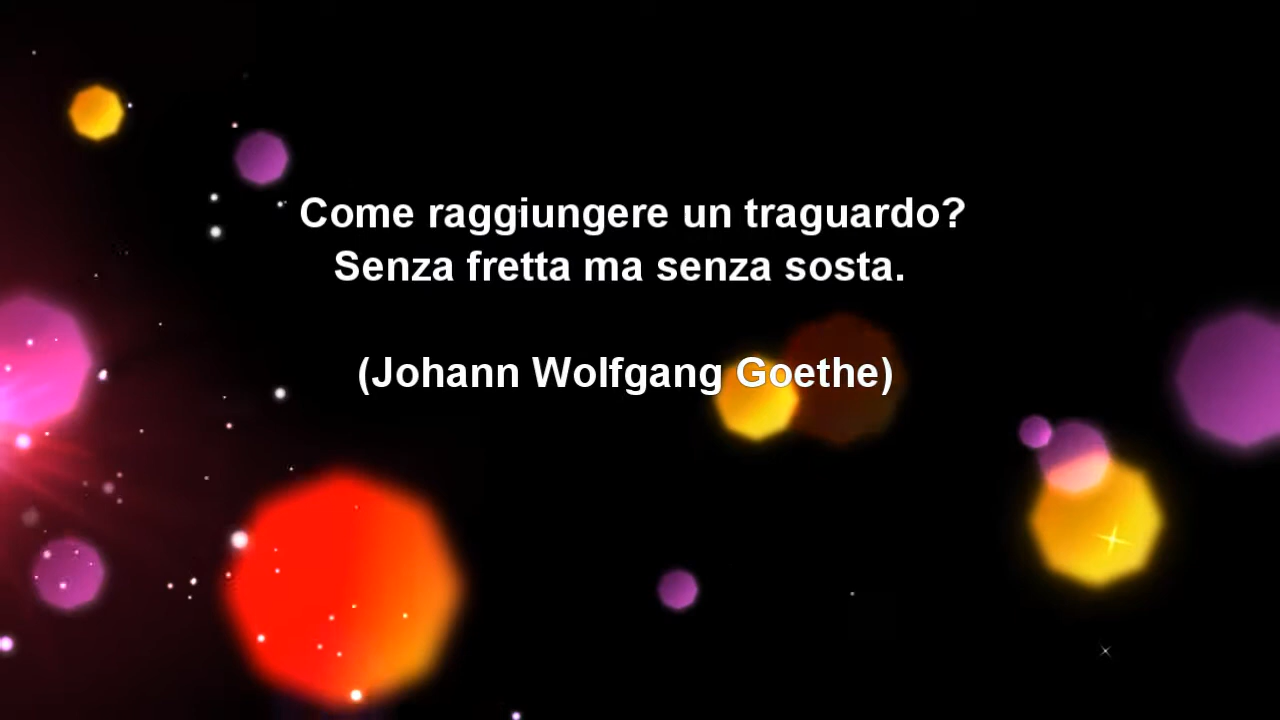 Come raggiungere un traguardo?
Senza fretta ma senza sosta.
(Johann Wolfgang Goethe)